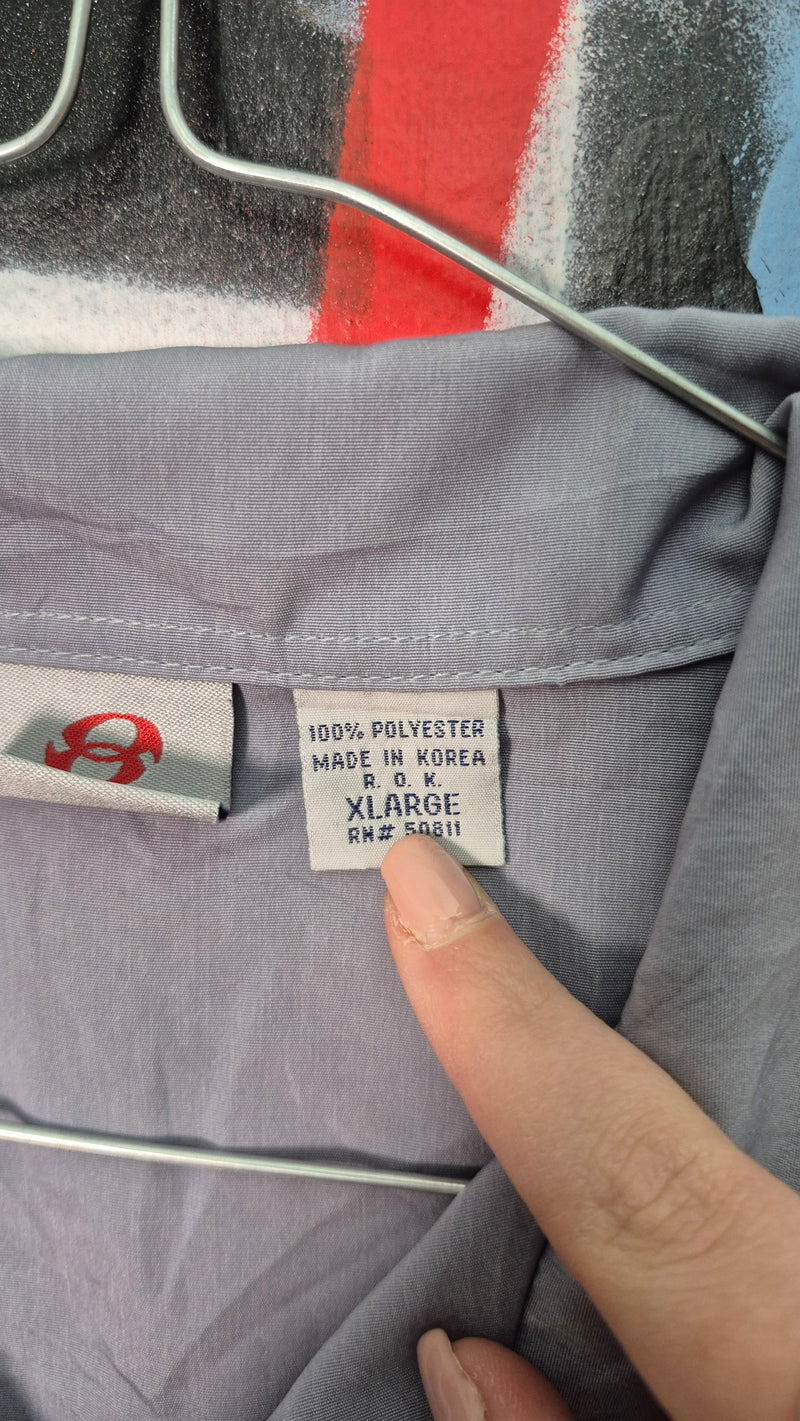 100% POLYESTER
MADE IN KOREA
R. O. K.
XLARGE
RN# 50811